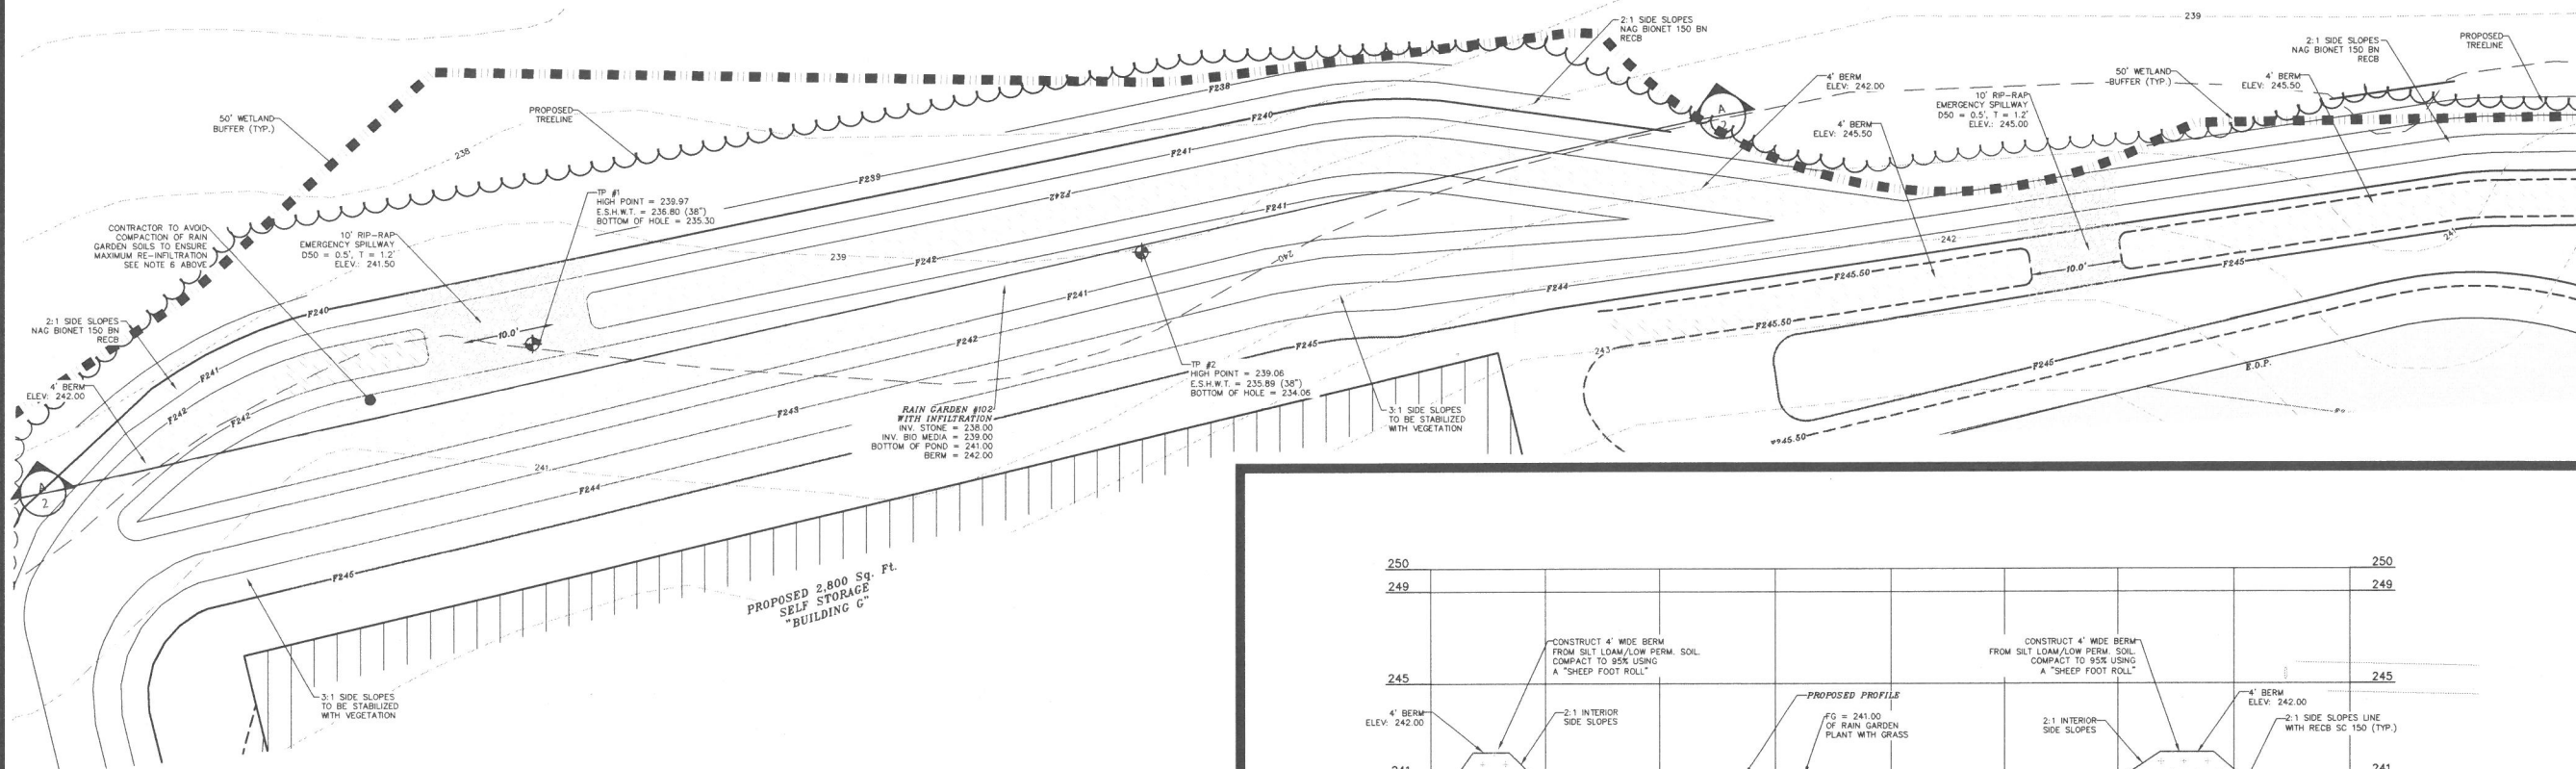 239
2:1 SIDE SLOPES
NAG BIONET 150 BN
RECB
2:1 SIDE SLOPES
NAG BIONET 150 BN
RECB
PROPOSED
TREELINE
50' WETLAND
BUFFER (TYP.)
4' BERM
ELEV: 245.50
4' BERM
ELEV: 242.00
10' RIP-RAP
EMERGENCY SPILLWAY
D50 = 0.5', T = 1.2'
ELEV.: 245.00
4' BERM
ELEV: 245.50
A
2
50' WETLAND
BUFFER (TYP.)
PROPOSED
TREELINE
238
F238
F240
F241
F239
F242
TP #1
HIGH POINT = 239.97
E.S.H.W.T. = 236.80 (38")
BOTTOM OF HOLE = 235.30
CONTRACTOR TO AVOID
COMPACTION OF RAIN
GARDEN SOILS TO ENSURE
MAXIMUM RE-INFILTRATION
SEE NOTE 6 ABOVE
10' RIP-RAP
EMERGENCY SPILLWAY
D50 = 0.5', T = 1.2'
ELEV.: 241.50
F241
242
241
239
F242
240
10.0'
F245
F245.50
F244
F241
F240
2:1 SIDE SLOPES
NAG BIONET 150 BN
RECB
10.0'
F245.50
F245
F242
243
F245
E.O.P.
TP #2
HIGH POINT = 239.06
E.S.H.W.T. = 235.89 (38")
BOTTOM OF HOLE = 234.06
F241
4' BERM
ELEV: 242.00
F242
F242
F243
RAIN GARDEN #102
WITH INFILTRATION
INV. STONE = 238.00
INV. BIO MEDIA = 239.00
BOTTOM OF POND = 241.00
BERM = 242.00
3:1 SIDE SLOPES
TO BE STABILIZED
WITH VEGETATION
A
2
241
F244
F245
PROPOSED 2,800 Sq. Ft.
SELF STORAGE
"BUILDING G"
3:1 SIDE SLOPES
TO BE STABILIZED
WITH VEGETATION
250
250
249
249
CONSTRUCT 4' WIDE BERM
FROM SILT LOAM/LOW PERM. SOIL.
COMPACT TO 95% USING
A "SHEEP FOOT ROLL"
CONSTRUCT 4' WIDE BERM
FROM SILT LOAM/LOW PERM. SOIL.
COMPACT TO 95% USING
A "SHEEP FOOT ROLL"
245
245
PROPOSED PROFILE
4' BERM
ELEV: 242.00
2:1 INTERIOR
SIDE SLOPES
FG = 241.00
OF RAIN GARDEN
PLANT WITH GRASS
2:1 INTERIOR
SIDE SLOPES
4' BERM
ELEV: 242.00
2:1 SIDE SLOPES LINE
WITH RECB SC 150 (TYP.)
241
241